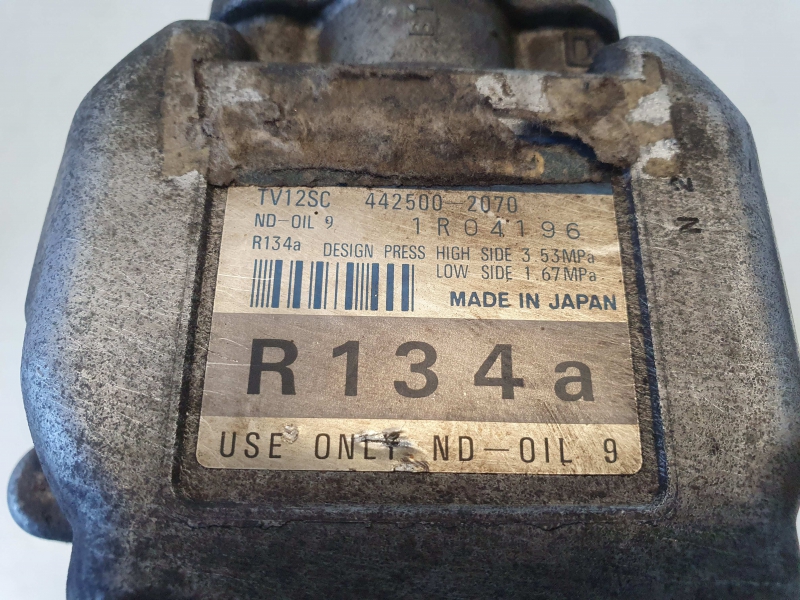 TV12SC 442500-2070
ND-OIL 9 1R04196
R134a DESIGN PRESS HIGH SIDE 3.53MPa
LOW SIDE 1.67MPa
MADE IN JAPAN
R134a
USE ONLY ND-OIL 9
N 2